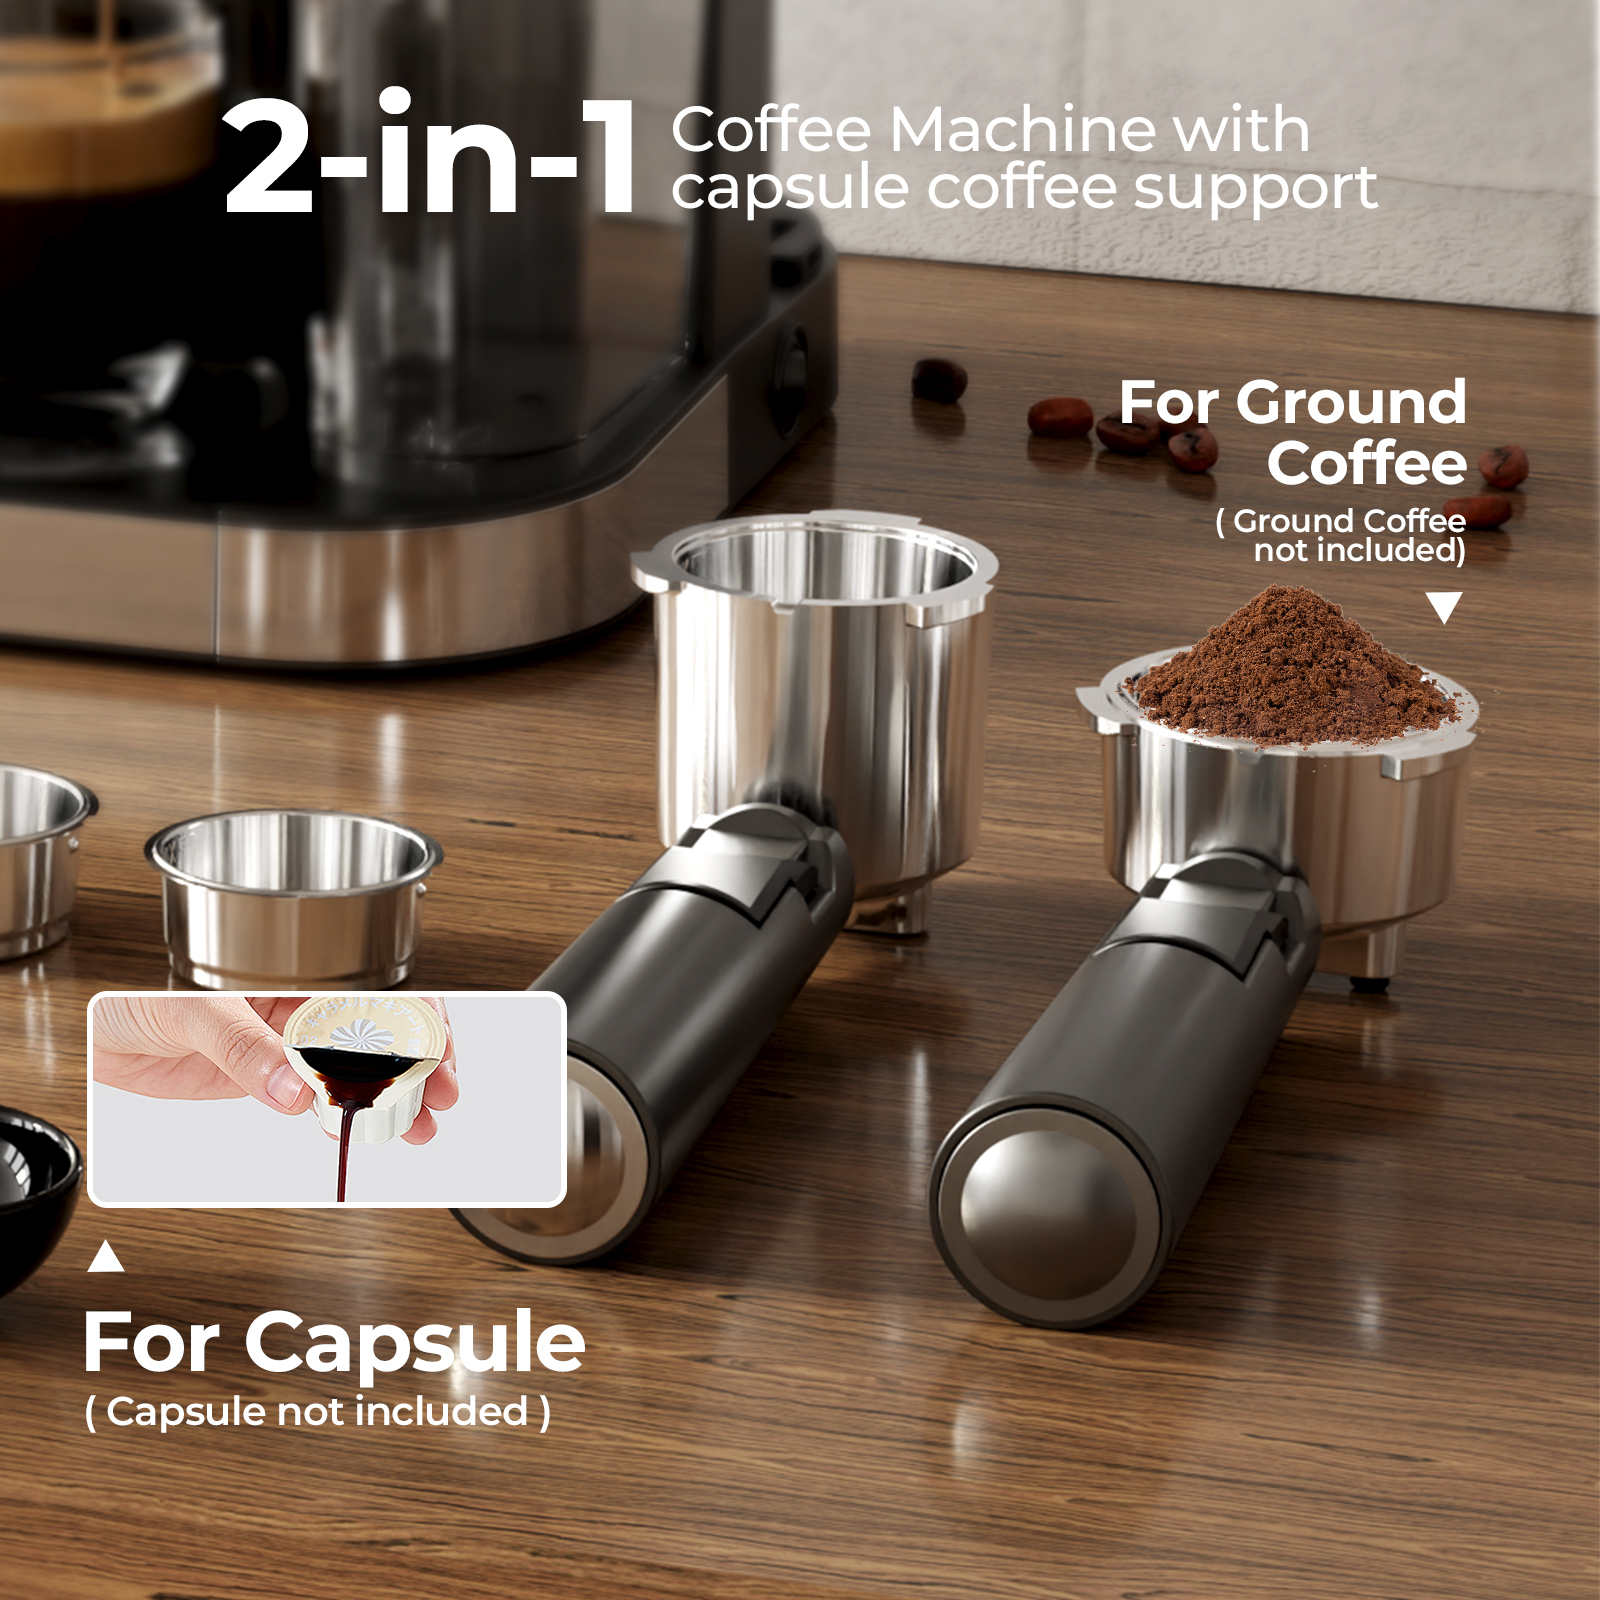 2-in-1
Coffee Machine with
capsule coffee support
For Ground
Coffee
( Ground Coffee
not included)
For Capsule
( Capsule not included )